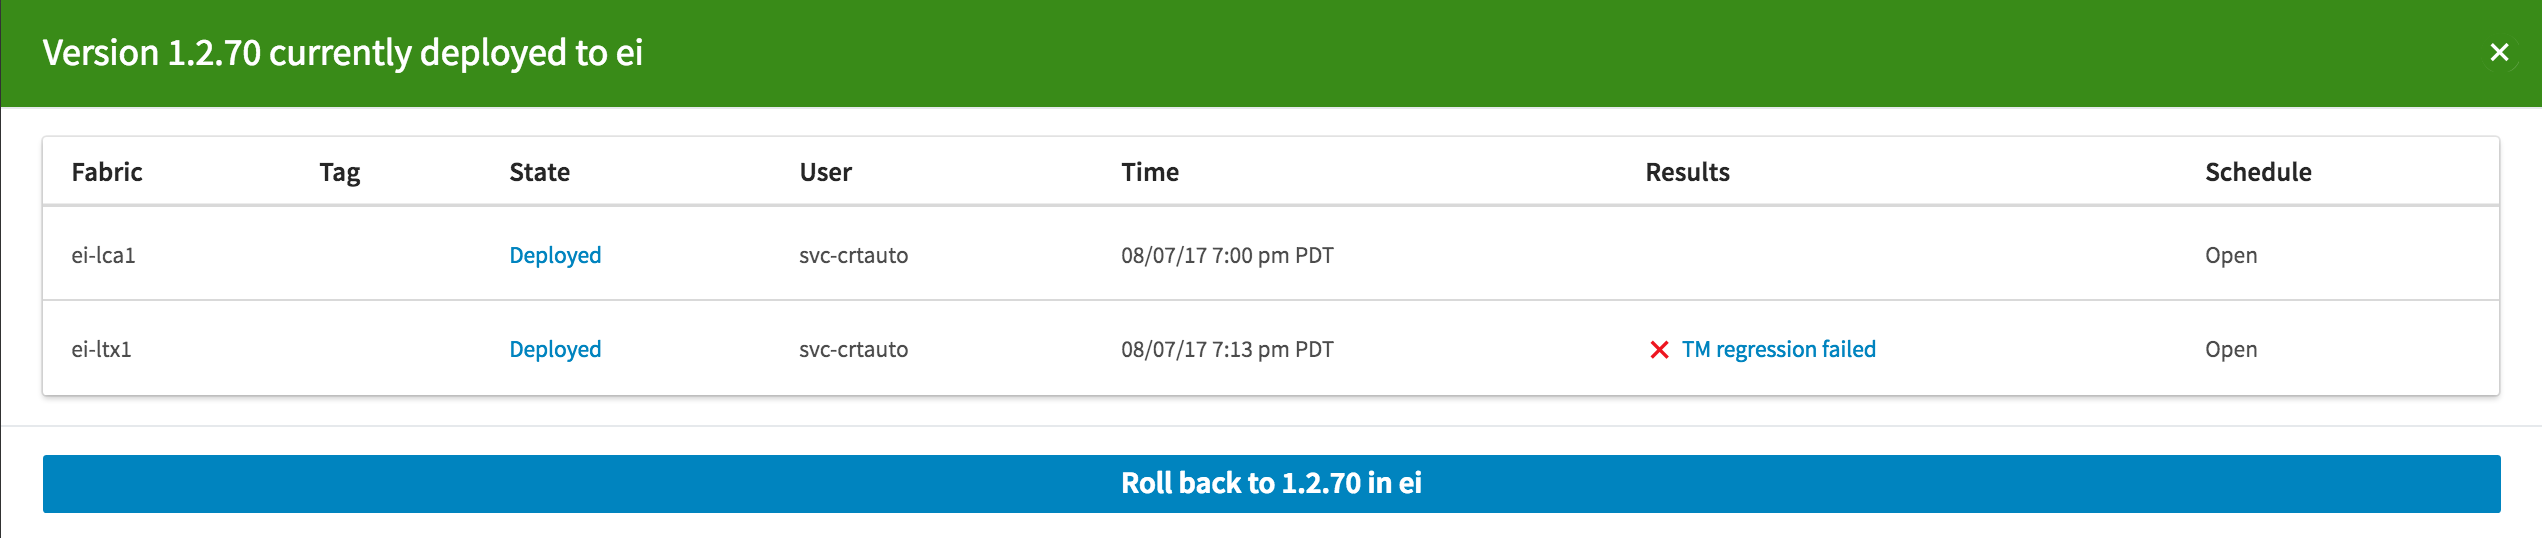 Version 1.2.70 currently deployed to ei
Fabric Tag State User Time Results Schedule
ei-lca1 Deployed svc-crtauto 08/07/17 7:00 pm PDT Open
ei-ltx1 Deployed svc-crtauto 08/07/17 7:13 pm PDT TM regression failed Open
Roll back to 1.2.70 in ei